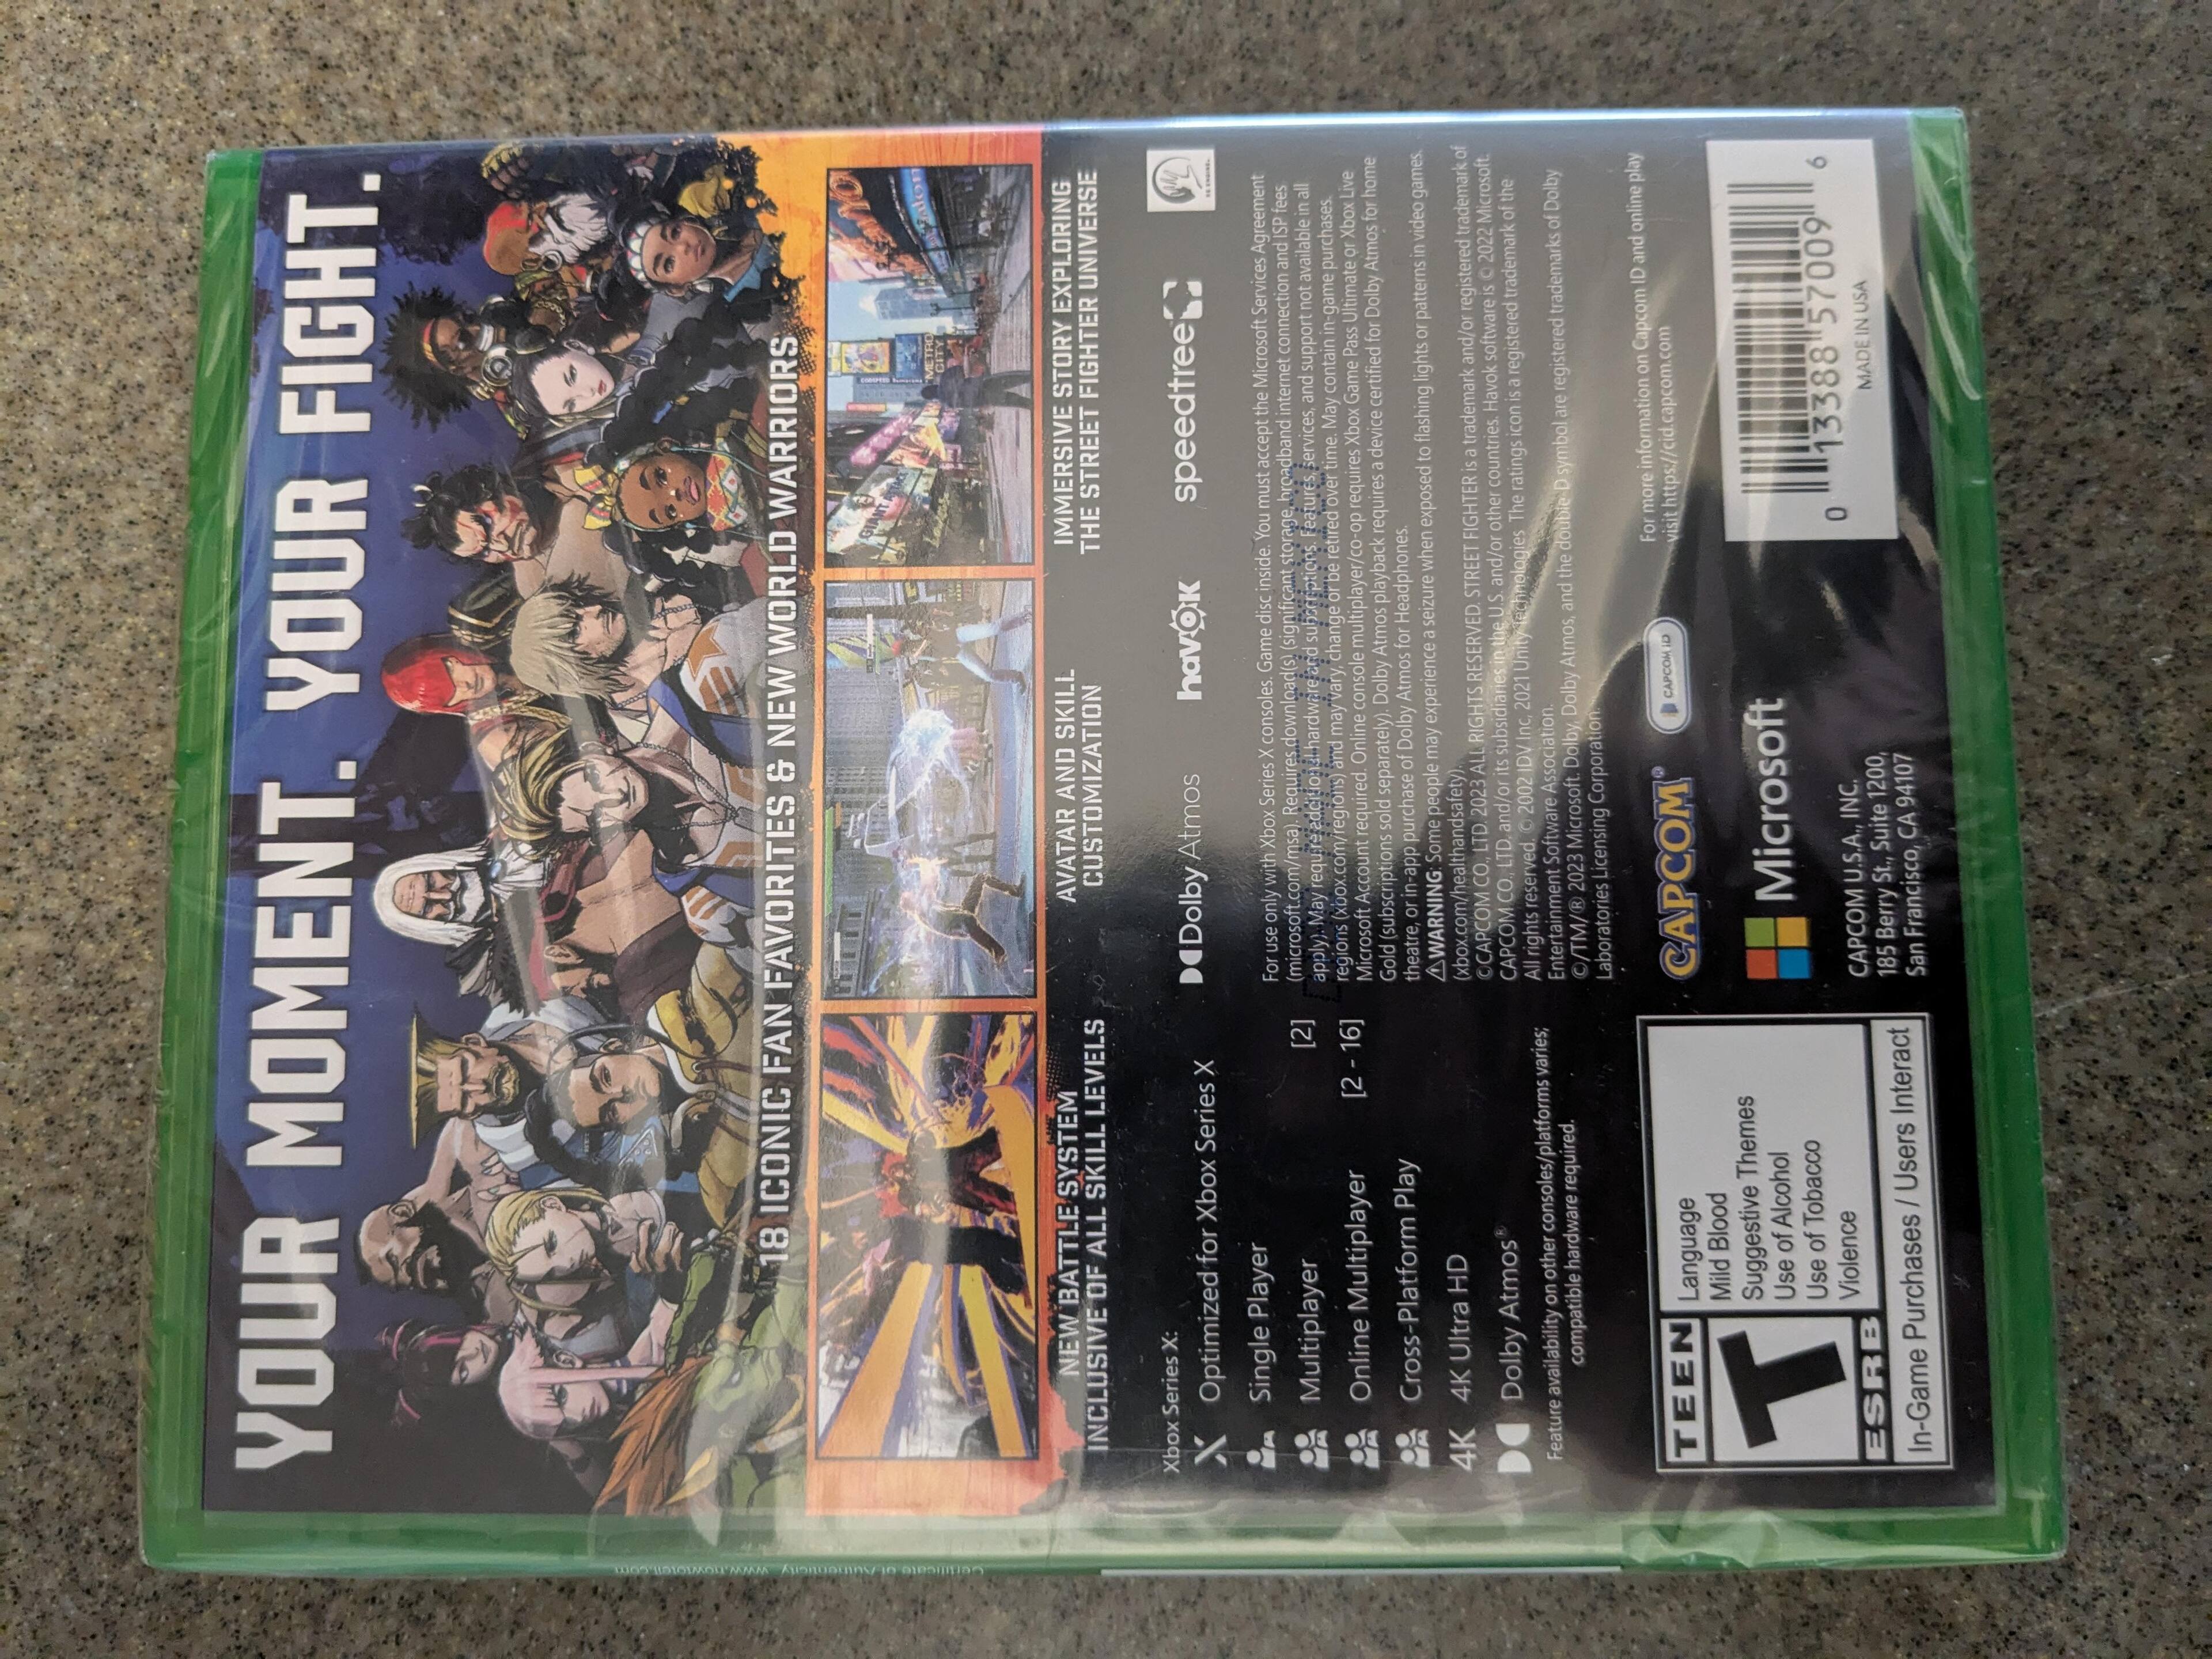 YOUR MOMENT. YOUR FIGHT.
18 ICONIC FAN FAVORITIES & NEW WORLD WARRIORS
METRO
CITY
NEW BATTLE SYSTEM
INCLUSIVE OF ALL SKILL LEVELS
AVATAR AND SKILL
CUSTOMIZATION
IMMERSIVE STORY EXPLORING
THE STREET FIGHTER UNIVERSE
Xbox Series X:
Optimized for Xbox Series X
Single Player
Multiplayer [2]
Online Multiplayer [2 - 16]
Cross-Platform Play
4K 4K Ultra HD
Dolby Atmos®
Feature availability on other consoles/platforms varies;
compatible hardware required.
Dolby Atmos
havok
speedtree
RE ENGINE
For use only with Xbox Series X consoles. Game disc inside. You must accept the Microsoft Services Agreement
(microsoft.com/msa). Requires download(s) (significant storage, broadband internet connection and ISP fees
apply). May require additional hardware and subscriptions. Features, services, and support not available in all
regions (xbox.com/regions) and may vary, change or be retired over time. May contain in-game purchases.
Microsoft Account required. Online console multiplayer/co-op requires Xbox Game Pass Ultimate or Xbox Live
Gold (subscriptions sold separately). Dolby Atmos playback requires a device certified for Dolby Atmos for home
theatre, or in-app purchase of Dolby Atmos for Headphones.
⚠WARNING: Some people may experience a seizure when exposed to flashing lights or patterns in video games.
(xbox.com/healthandsafety).
©CAPCOM CO., LTD. 2023 ALL RIGHTS RESERVED. STREET FIGHTER is a trademark and/or registered trademark of
CAPCOM CO., LTD. and/or its subsidiaries in the U.S. and/or other countries. Havok software is © 2022 Microsoft.
All rights reserved. © 2002 IDV Inc, 2021 Unity Technologies. The ratings icon is a registered trademark of the
Entertainment Software Association.
©/TM/® 2023 Microsoft. Dolby, Dolby Atmos, and the double-D symbol are registered trademarks of Dolby
Laboratories Licensing Corporation.
TEEN
T
ESRB
Language
Mild Blood
Suggestive Themes
Use of Alcohol
Use of Tobacco
Violence
In-Game Purchases / Users Interact
CAPCOM®
CAPCOM ID
For more information on Capcom ID and online play
visit https://cid.capcom.com
Microsoft
CAPCOM U.S.A., INC.
185 Berry St., Suite 1200,
San Francisco, CA 94107
0 13388 57009 6
MADE IN USA
Certificate of Authenticity www.howtotell.com